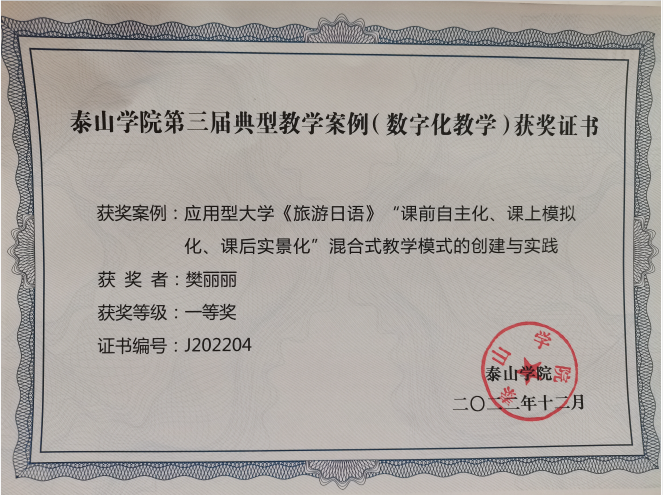 泰山学院第三届典型教学案例(数字化教学)获奖证书
获奖案例:应用型大学《旅游日语》“课前自主化、课上模拟
化、课后实景化”混合式教学模式的创建与实践
获奖者:樊丽丽
获奖等级:一等奖
证书编号:J202204
泰山学院
泰山学院
二〇二二年十二月